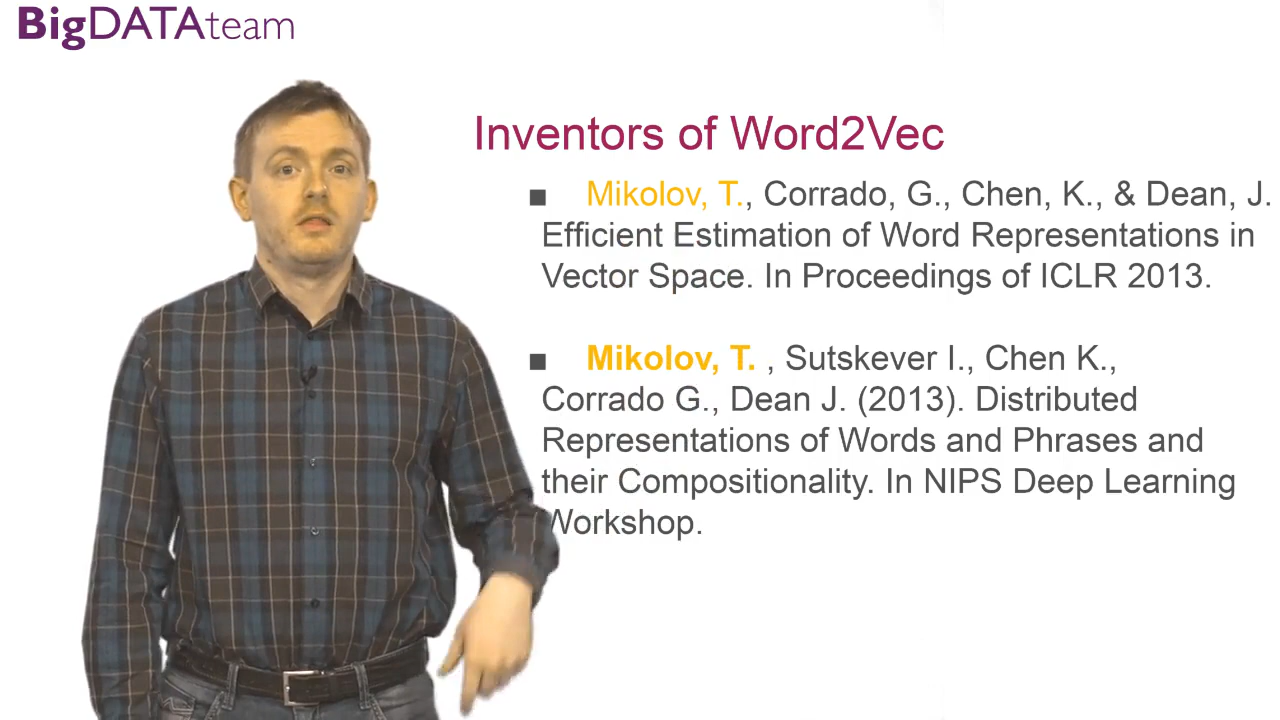 BigDATAteam
Inventors of Word2Vec
■ Mikolov, T., Corrado, G., Chen, K., & Dean, J.
Efficient Estimation of Word Representations in
Vector Space. In Proceedings of ICLR 2013.
■ Mikolov, T. , Sutskever I., Chen K.,
Corrado G., Dean J. (2013). Distributed
Representations of Words and Phrases and
their Compositionality. In NIPS Deep Learning
Workshop.